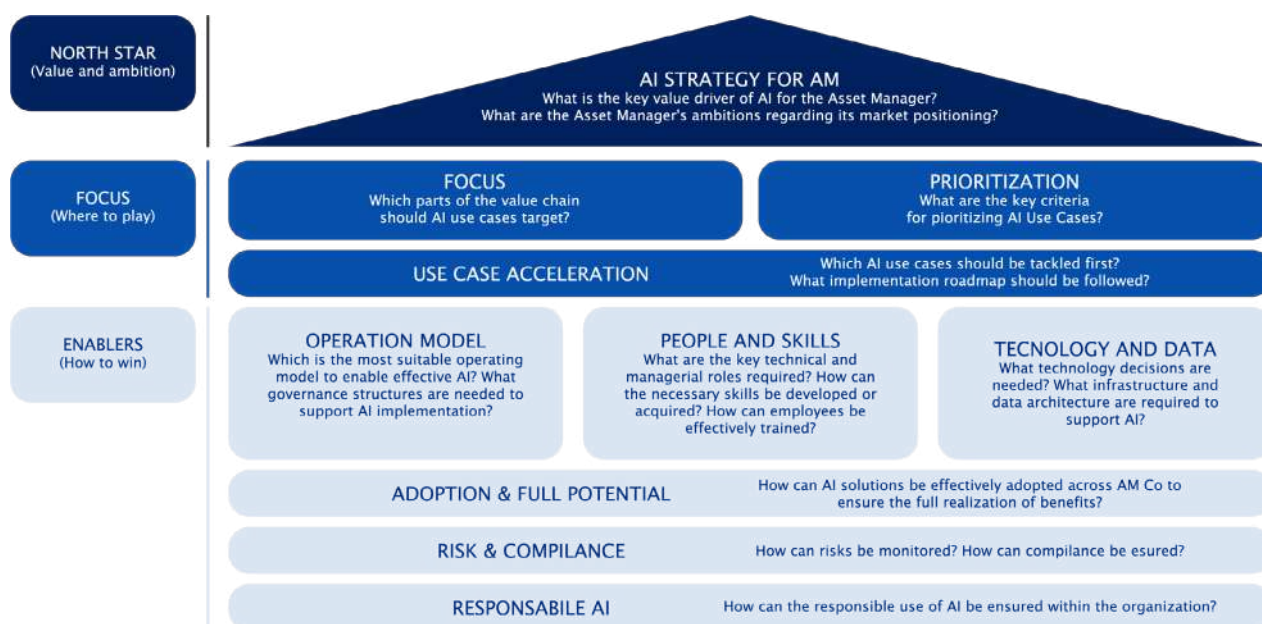 NORTH STAR
(Value and ambition)
AI STRATEGY FOR AM
What is the key value driver of AI for the Asset Manager?
What are the Asset Manager's ambitions regarding its market positioning?
FOCUS
(Where to play)
FOCUS
Which parts of the value chain
should AI use cases target?
PRIORITIZATION
What are the key criteria
for pioritizing AI Use Cases?
USE CASE ACCELERATION
Which AI use cases should be tackled first?
What implementation roadmap should be followed?
ENABLERS
(How to win)
OPERATION MODEL
Which is the most suitable operating
model to enable effective AI? What
governance structures are needed to
support AI implementation?
PEOPLE AND SKILLS
What are the key technical and
managerial roles required? How can
the necessary skills be developed or
acquired? How can employees be
effectively trained?
TECNOLOGY AND DATA
What technology decisions are
needed? What infrastructure and
data architecture are required to
support AI?
ADOPTION & FULL POTENTIAL
How can AI solutions be effectively adopted across AM Co to
ensure the full realization of benefits?
RISK & COMPILANCE
How can risks be monitored? How can compilance be esured?
RESPONSABILE AI
How can the responsible use of AI be ensured within the organization?